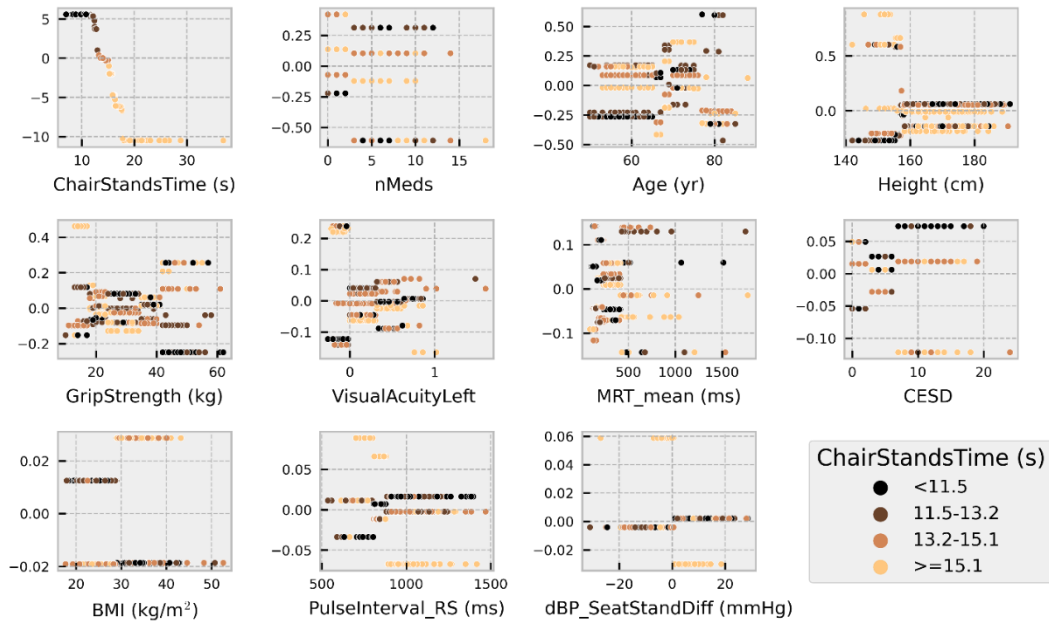 5
0
−5
−10
10 20 30
ChairStandsTime (s)
0.25
0.00
−0.25
−0.50
0 5 10 15
nMeds
0.50
0.25
0.00
−0.25
−0.50
60 80
Age (yr)
0.5
0.0
140 160 180
Height (cm)
0.4
0.2
0.0
−0.2
20 40 60
GripStrength (kg)
0.2
0.1
0.0
−0.1
0 1
VisualAcuityLeft
0.1
0.0
−0.1
500 1000 1500
MRT_mean (ms)
0.05
0.00
−0.05
−0.10
0 10 20
CESD
0.02
0.00
−0.02
20 30 40 50
BMI (kg/m²)
0.05
0.00
−0.05
500 1000 1500
PulseInterval_RS (ms)
0.06
0.04
0.02
0.00
−0.02
−20 0 20
dBP_SeatStandDiff (mmHg)
ChairStandsTime (s)
<11.5
11.5-13.2
13.2-15.1
>=15.1